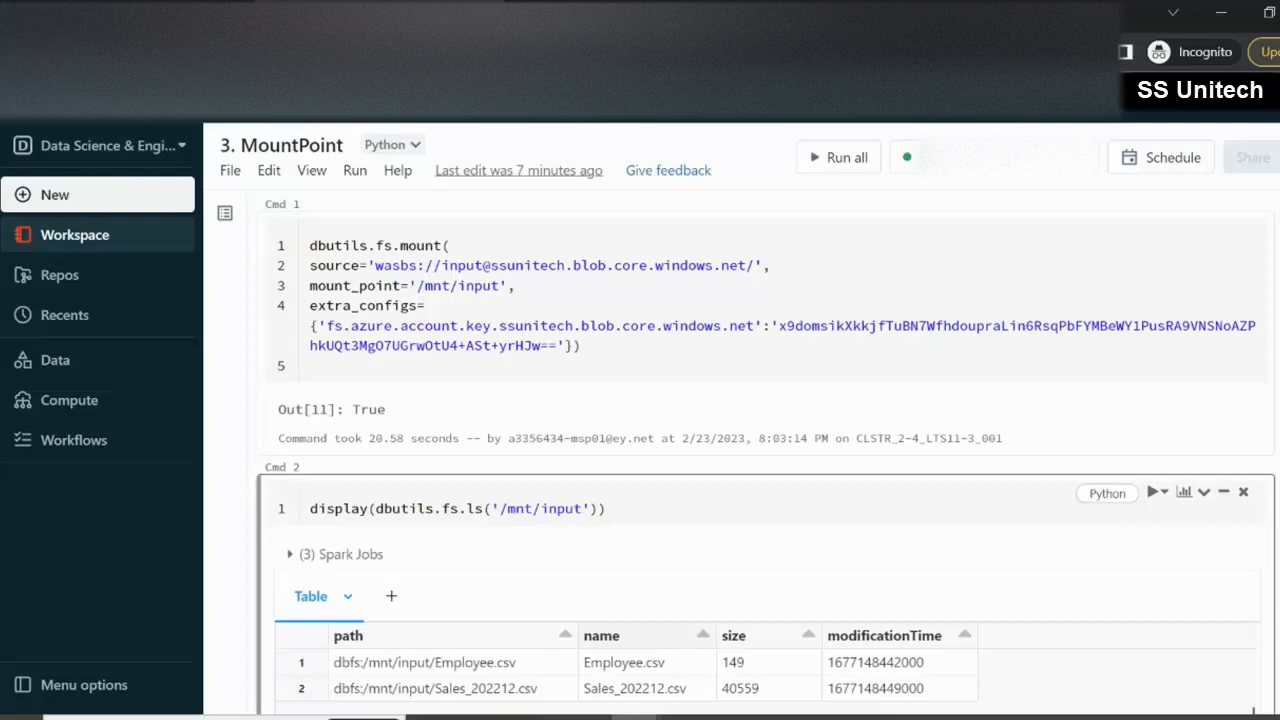 Incognito
SS Unitech
Data Science & Engi...
3. MountPoint
Python
Run all
Schedule
Share
File
Edit
View
Run
Help
Last edit was 7 minutes ago
Give feedback
New
Workspace
Repos
Recents
Data
Compute
Workflows
Menu options
Cmd 1
1 dbutils.fs.mount(
2 source='wasbs://input@ssunitech.blob.core.windows.net/',
3 mount_point='/mnt/input',
4 extra_configs=
{'fs.azure.account.key.ssunitech.blob.core.windows.net':'x9domsikXkkjfTuBN7WfhdoupraLin6RsqPbFYMBeWY1PusRA9VNSNoAZP
hkUQt3MgO7UGrwOtU4+ASt+yrHJw=='})
5
Out[11]: True
Command took 20.58 seconds -- by a3356434-msp01@ey.net at 2/23/2023, 8:03:14 PM on CLSTR_2-4_LTS11-3_001
Cmd 2
Python
1 display(dbutils.fs.ls('/mnt/input'))
(3) Spark Jobs
Table
path name size modificationTime
1 dbfs:/mnt/input/Employee.csv Employee.csv 149 1677148442000
2 dbfs:/mnt/input/Sales_202212.csv Sales_202212.csv 40559 1677148449000